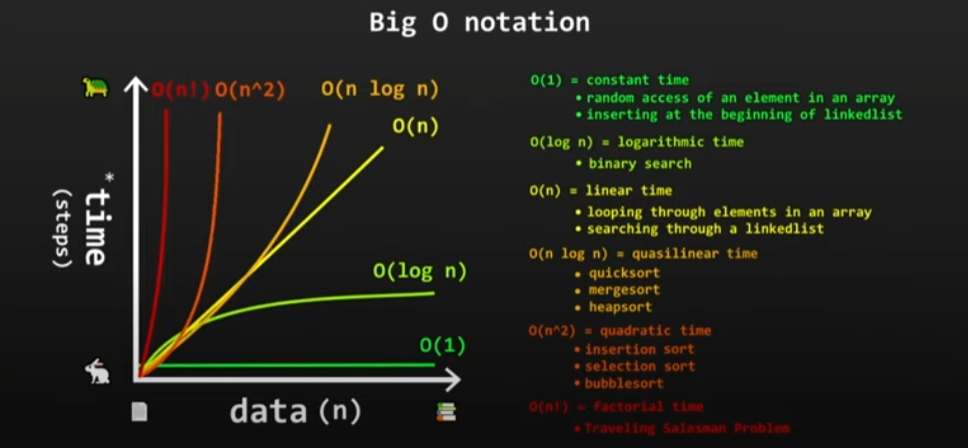 Big O notation
O(n!) O(n^2) O(n log n)
O(n)
O(log n)
O(1)
*time
(steps)
data (n)
O(1) = constant time
• random access of an element in an array
• inserting at the beginning of linkedlist
O(log n) = logarithmic time
• binary search
O(n) = linear time
• looping through elements in an array
• searching through a linkedlist
O(n log n) = quasilinear time
• quicksort
• mergesort
• heapsort
O(n^2) = quadratic time
• insertion sort
• selection sort
• bubblesort
O(n!) = factorial time
• Traveling Salesman Problem